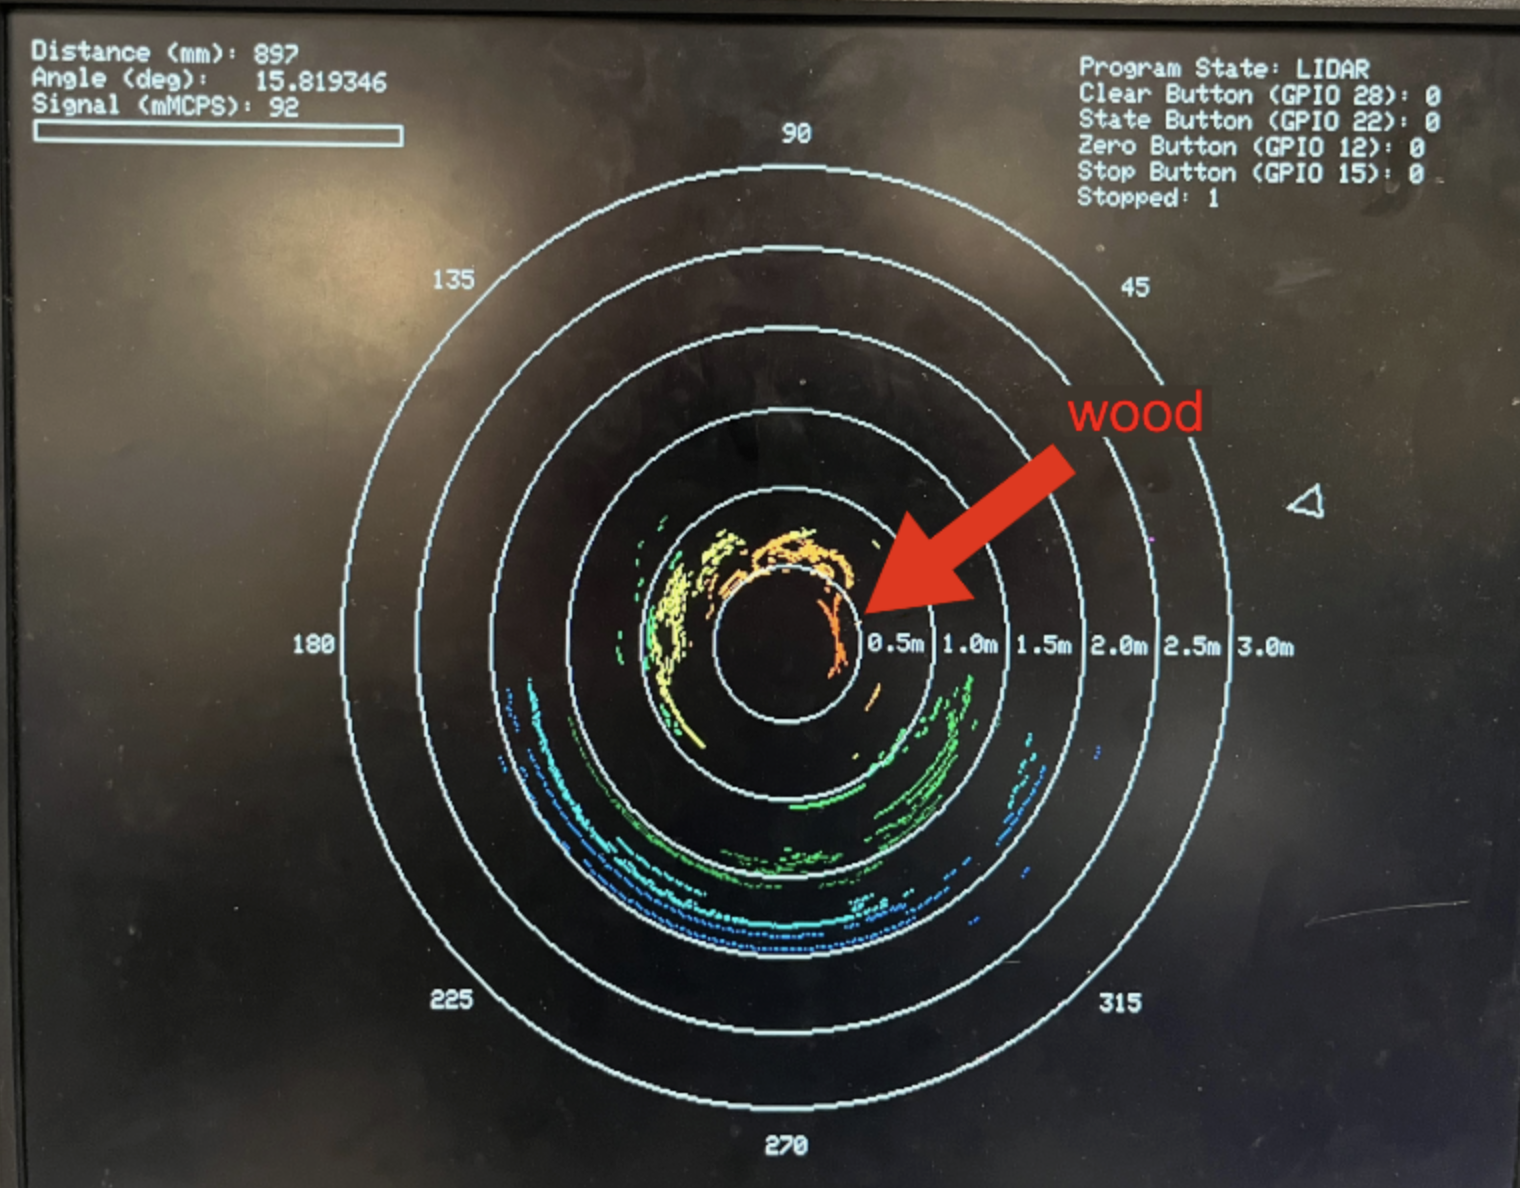 Distance (mm): 897
Angle (deg): 15.819346
Signal (mMCPS): 92
Program State: LIDAR
Clear Button (GPIO 28): 0
State Button (GPIO 22): 0
Zero Button (GPIO 12): 0
Stop Button (GPIO 15): 0
Stopped: 1
90
135
45
wood
180
0.5m 1.0m 1.5m 2.0m 2.5m 3.0m
225
315
270